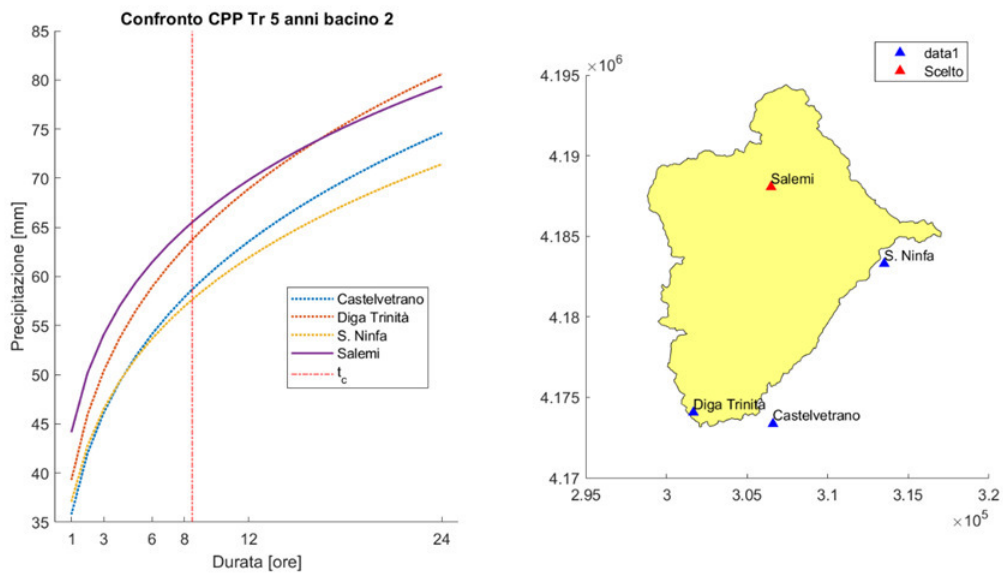 Confronto CPP Tr 5 anni bacino 2
Precipitazione [mm]
85
80
75
70
65
60
55
50
45
40
35
1 3 6 8 12 24
Durata [ore]
Castelvetrano
Diga Trinità
S. Ninfa
Salemi
t_c
data1
Scelto
×10^6
4.195
4.19
4.185
4.18
4.175
4.17
2.95 3 3.05 3.1 3.15 3.2
×10^5
Salemi
S. Ninfa
Diga Trinità
Castelvetrano